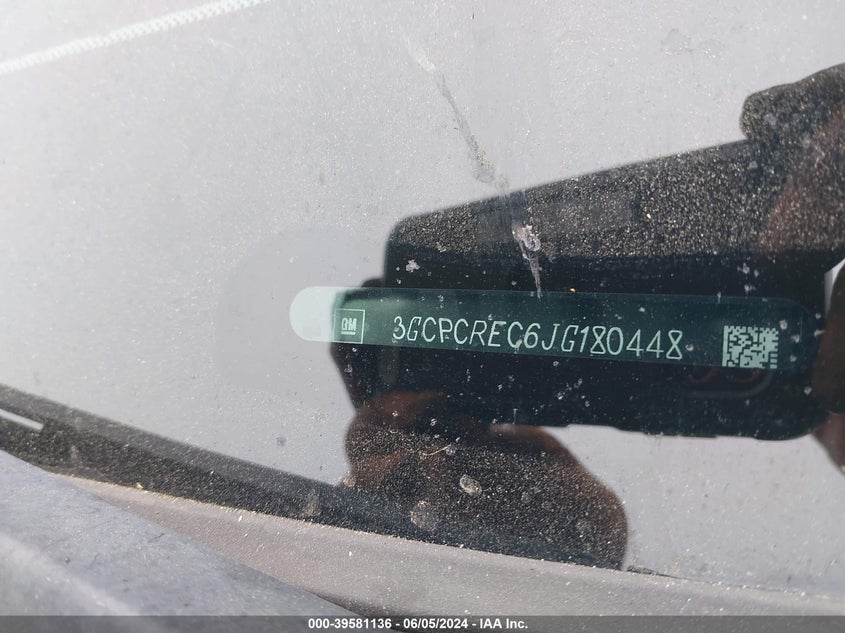 GM 3GCPCREC6JG180448
000-39581136 - 06/05/2024 - IAA Inc.